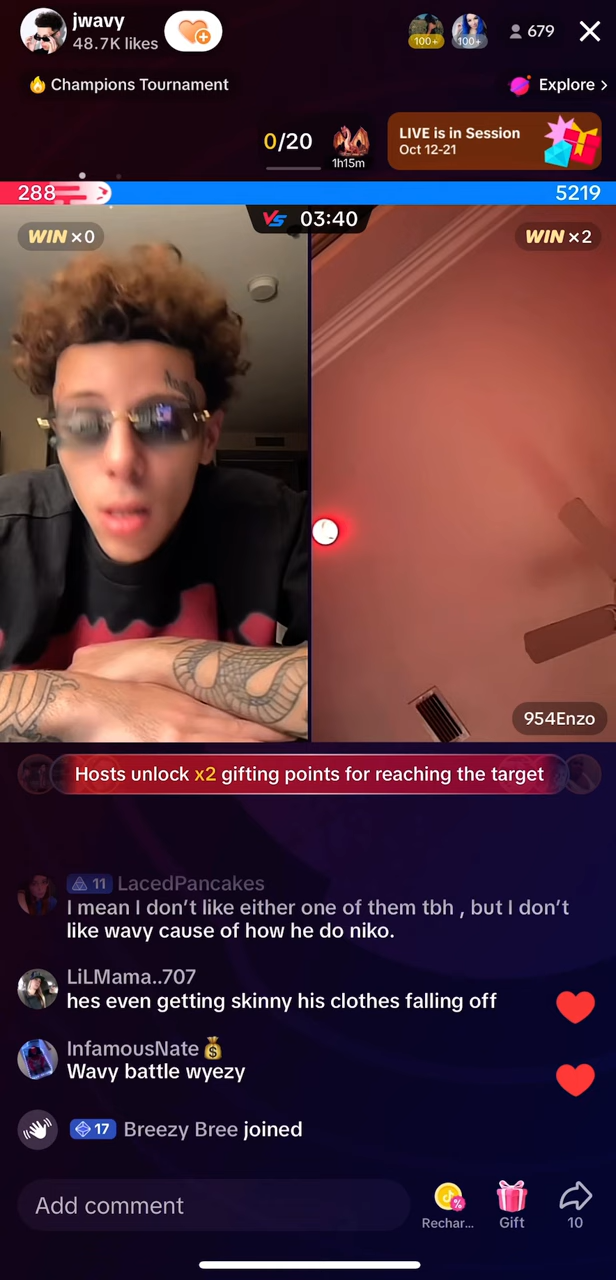 jwavy
48.7K likes
100+
100+
679
Champions Tournament
Explore >
0/20
1h15m
LIVE is in Session
Oct 12-21
288
5219
VS 03:40
WIN x0
WIN x2
954Enzo
Hosts unlock x2 gifting points for reaching the target
11 LacedPancakes
I mean I don’t like either one of them tbh , but I don’t
like wavy cause of how he do niko.
LiLMama..707
hes even getting skinny his clothes falling off
InfamousNate
Wavy battle wyezy
17 Breezy Bree joined
Add comment
Rechar...
Gift
10